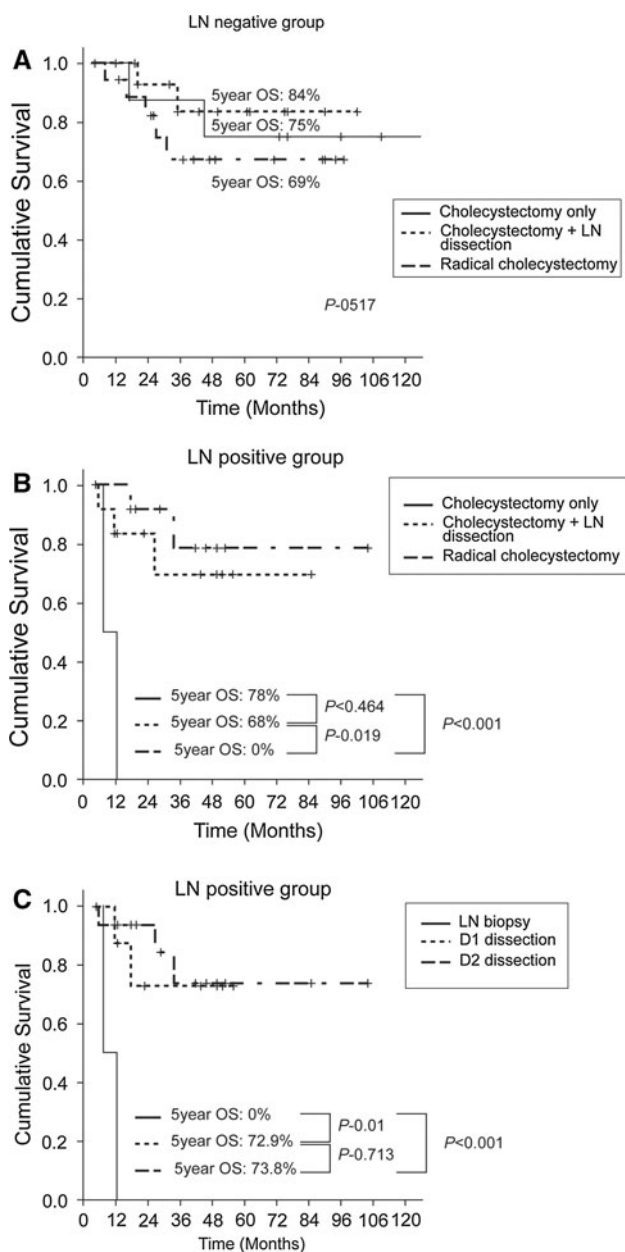 LN negative group
A
1.0
0.8
0.6
0.4
0.2
0.0
Cumulative Survival
5year OS: 84%
5year OS: 75%
5year OS: 69%
Cholecystectomy only
Cholecystectomy + LN
dissection
Radical cholecystectomy
P-0517
0 12 24 36 48 60 72 84 96 106 120
Time (Months)
LN positive group
B
1.0
0.8
0.6
0.4
0.2
0.0
Cumulative Survival
Cholecystectomy only
Cholecystectomy + LN
dissection
Radical cholecystectomy
5year OS: 78%
5year OS: 68%
5year OS: 0%
P<0.464
P-0.019
P<0.001
0 12 24 36 48 60 72 84 96 106 120
Time (Months)
LN positive group
C
1.0
0.8
0.6
0.4
0.2
0.0
Cumulative Survival
LN biopsy
D1 dissection
D2 dissection
5year OS: 0%
5year OS: 72.9%
5year OS: 73.8%
P-0.01
P-0.713
P<0.001
0 12 24 36 48 60 72 84 96 106 120
Time (Months)